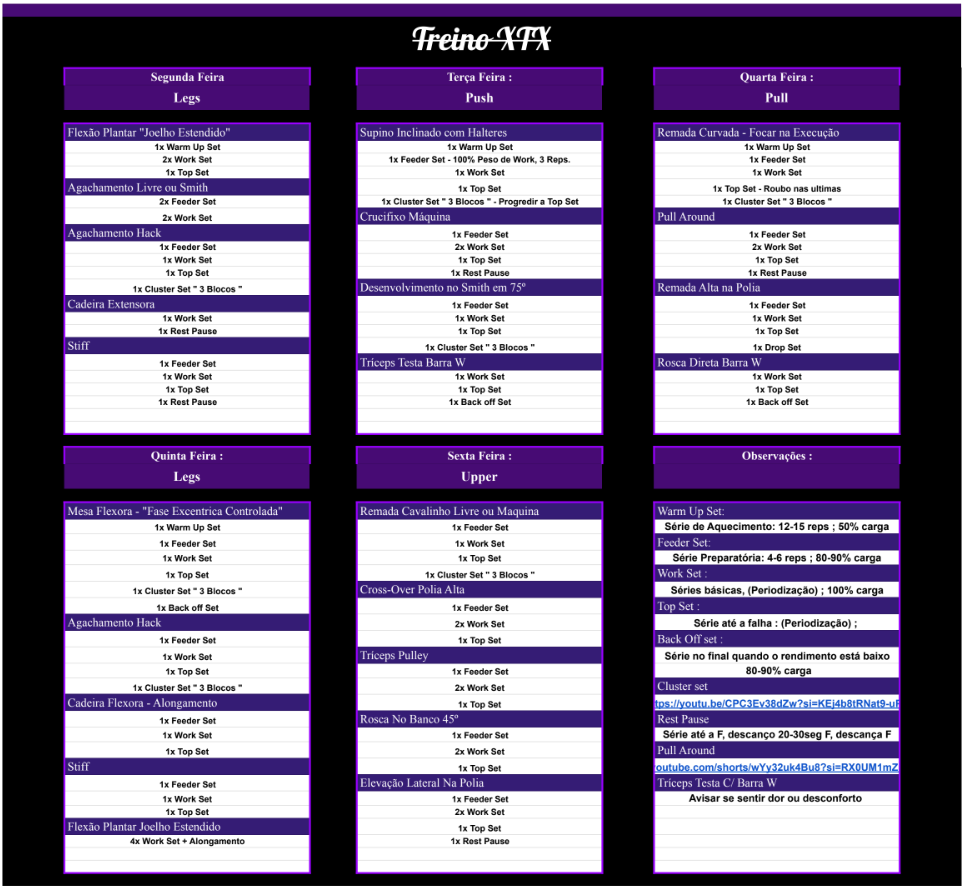 Treino XTX
Segunda Feira
Legs
Flexão Plantar "Joelho Estendido"
1x Warm Up Set
2x Work Set
1x Top Set
Agachamento Livre ou Smith
2x Feeder Set
2x Work Set
Agachamento Hack
1x Feeder Set
1x Work Set
1x Top Set
1x Cluster Set " 3 Blocos "
Cadeira Extensora
1x Work Set
1x Rest Pause
Stiff
1x Feeder Set
1x Work Set
1x Top Set
1x Rest Pause
Terça Feira :
Push
Supino Inclinado com Halteres
1x Warm Up Set
1x Feeder Set - 100% Peso de Work, 3 Reps.
1x Work Set
1x Top Set
1x Cluster Set " 3 Blocos " - Progredir a Top Set
Crucifixo Máquina
1x Feeder Set
2x Work Set
1x Top Set
1x Rest Pause
Desenvolvimento no Smith em 75º
1x Feeder Set
1x Work Set
1x Top Set
1x Cluster Set " 3 Blocos "
Tríceps Testa Barra W
1x Work Set
1x Top Set
1x Back off Set
Quarta Feira :
Pull
Remada Curvada - Focar na Execução
1x Warm Up Set
1x Feeder Set
1x Work Set
1x Top Set - Roubo nas ultimas
1x Cluster Set " 3 Blocos "
Pull Around
1x Feeder Set
2x Work Set
1x Top Set
1x Rest Pause
Remada Alta na Polia
1x Feeder Set
1x Work Set
1x Top Set
1x Drop Set
Rosca Direta Barra W
1x Work Set
1x Top Set
1x Back off Set
Quinta Feira :
Legs
Mesa Flexora - "Fase Excentrica Controlada"
1x Warm Up Set
1x Feeder Set
1x Work Set
1x Top Set
1x Cluster Set " 3 Blocos "
1x Back off Set
Agachamento Hack
1x Feeder Set
1x Work Set
1x Top Set
1x Cluster Set " 3 Blocos "
Cadeira Flexora - Alongamento
1x Feeder Set
1x Work Set
1x Top Set
Stiff
1x Feeder Set
1x Work Set
1x Top Set
Flexão Plantar Joelho Estendido
4x Work Set + Alongamento
Sexta Feira :
Upper
Remada Cavalinho Livre ou Maquina
1x Feeder Set
1x Work Set
1x Top Set
1x Cluster Set " 3 Blocos "
Cross-Over Polia Alta
1x Feeder Set
2x Work Set
1x Top Set
Tríceps Pulley
1x Feeder Set
2x Work Set
1x Top Set
Rosca No Banco 45º
1x Feeder Set
2x Work Set
1x Top Set
Elevação Lateral Na Polia
1x Feeder Set
2x Work Set
1x Top Set
1x Rest Pause
Observações :
Warm Up Set:
Série de Aquecimento: 12-15 reps ; 50% carga
Feeder Set:
Série Preparatória: 4-6 reps ; 80-90% carga
Work Set :
Séries básicas, (Periodização) ; 100% carga
Top Set :
Série até a falha : (Periodização) ;
Back Off set :
Série no final quando o rendimento está baixo
80-90% carga
Cluster set
tps://youtu.be/CPC3Ev38dZw?si=KEj4b8tRNat9-uF
Rest Pause
Série até a F, descanço 20-30seg F, descança F
Pull Around
outube.com/shorts/wYy32uk4Bu8?si=RX0UM1mZ
Tríceps Testa C/ Barra W
Avisar se sentir dor ou desconforto